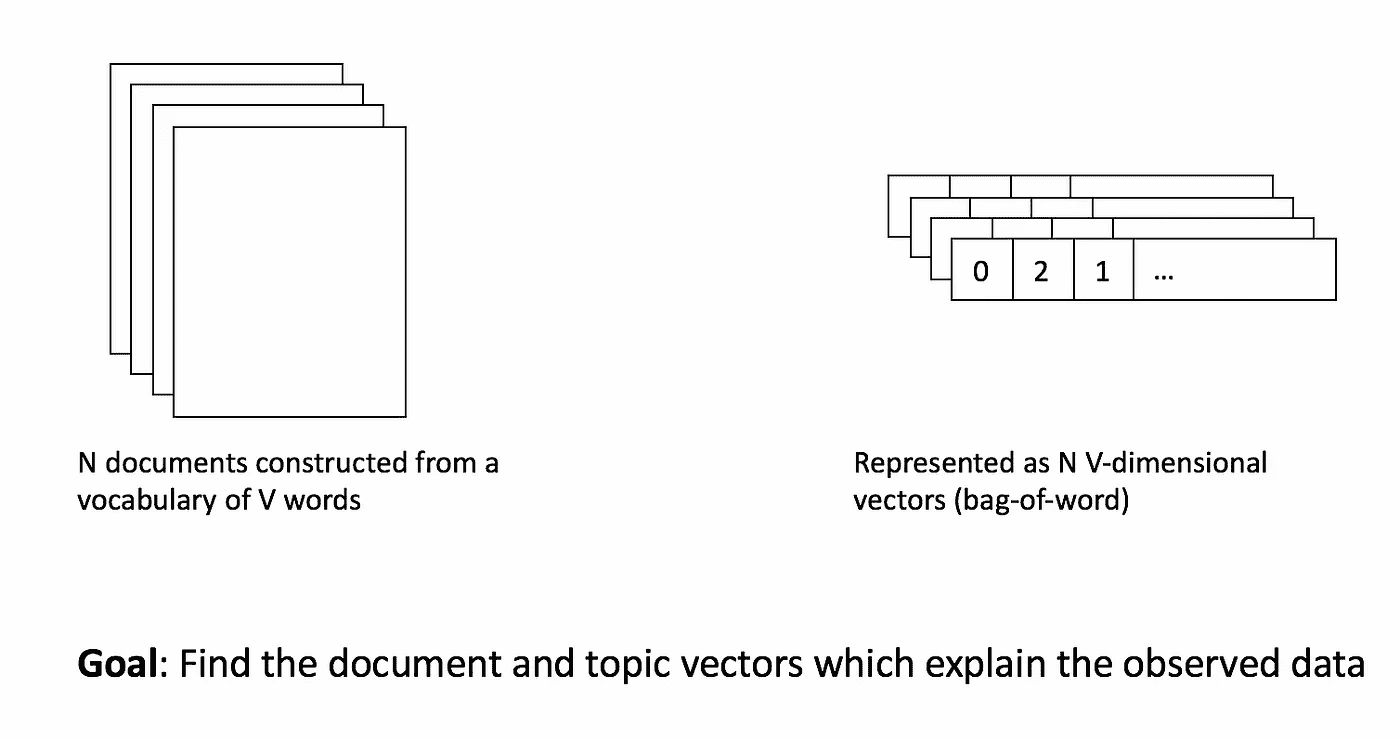 0 2 1 ...
N documents constructed from a
vocabulary of V words
Represented as N V-dimensional
vectors (bag-of-word)
Goal: Find the document and topic vectors which explain the observed data